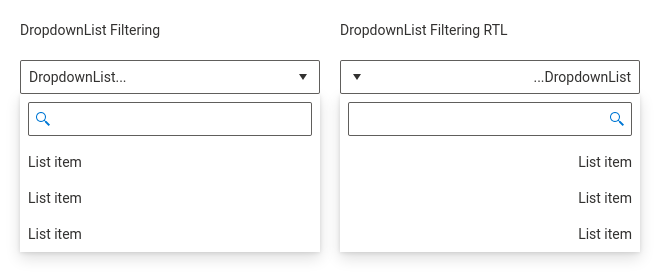 DropdownList Filtering
DropdownList...
List item
List item
List item
DropdownList Filtering RTL
...DropdownList
List item
List item
List item